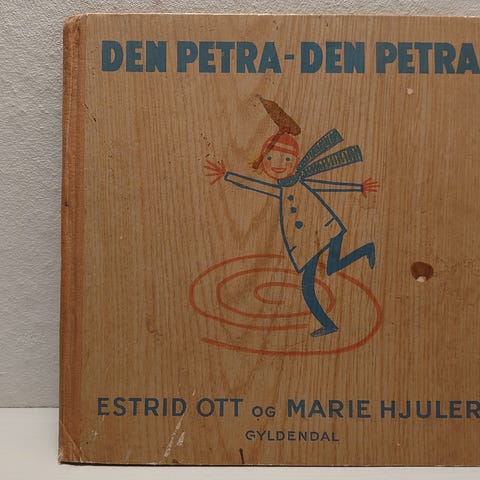 DEN PETRA-DEN PETRA
ESTRID OTT OG MARIE HJULER
GYLDENDAL